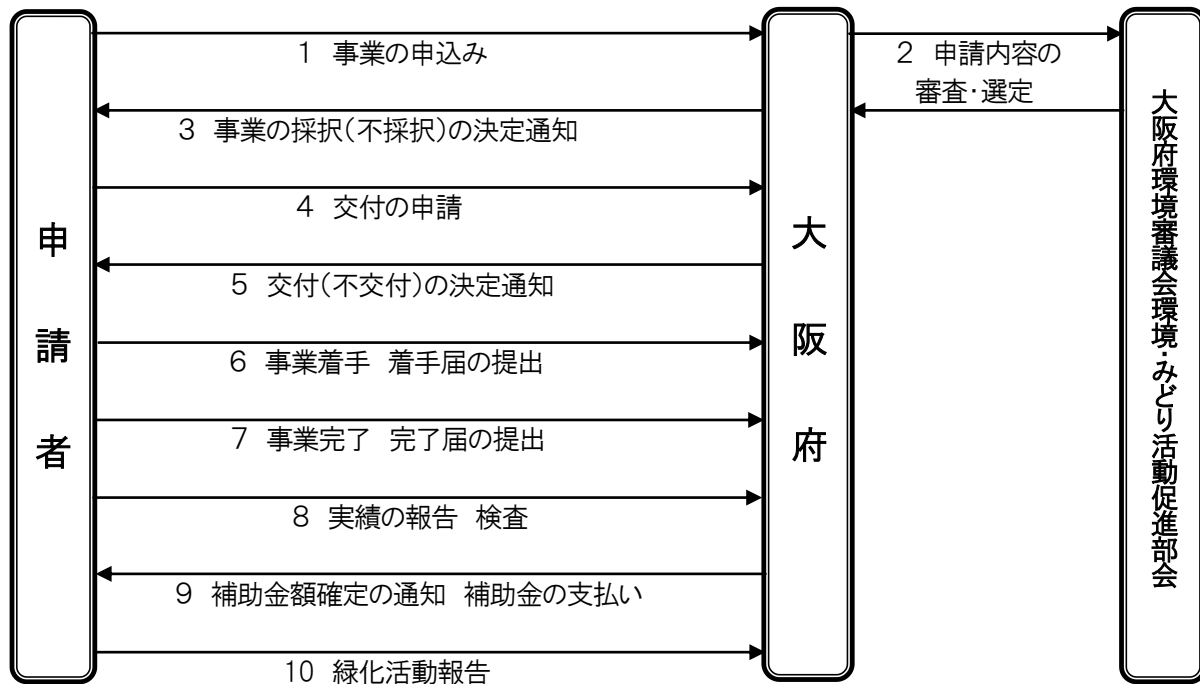 申請者
1 事業の申込み
3 事業の採択(不採択)の決定通知
4 交付の申請
5 交付(不交付)の決定通知
6 事業着手 着手届の提出
7 事業完了 完了届の提出
8 実績の報告 検査
9 補助金額確定の通知 補助金の支払い
10 緑化活動報告
大阪府
2 申請内容の
審査・選定
大阪府環境審議会環境・みどり活動促進部会